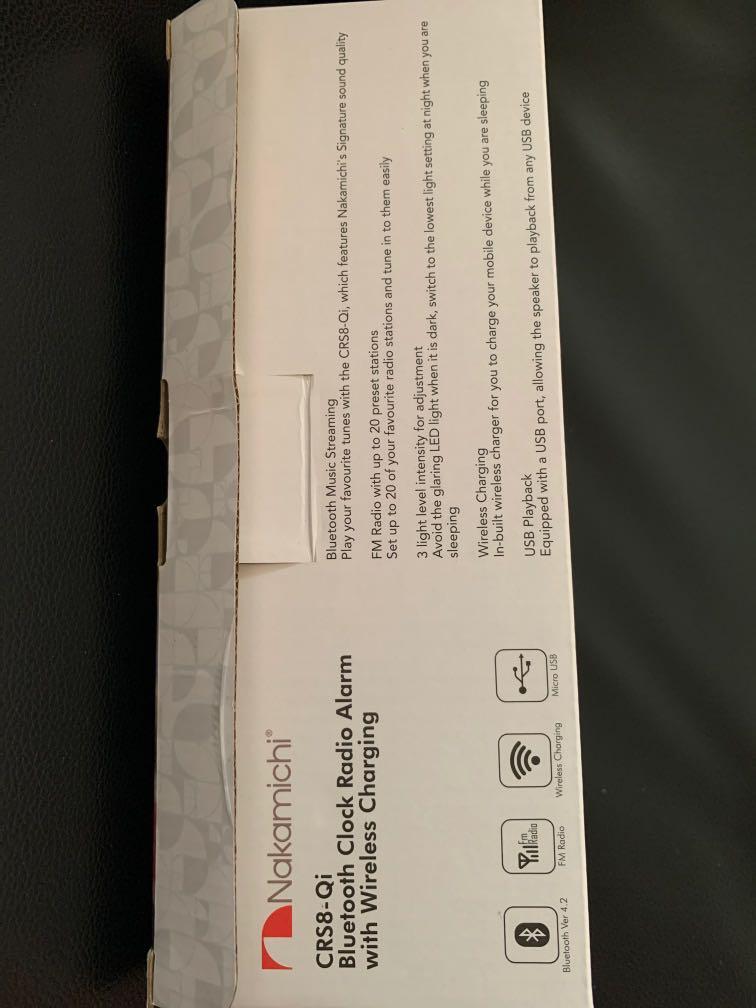 Nakamichi®
CRS8-Qi
Bluetooth Clock Radio Alarm
with Wireless Charging
Bluetooth Ver 4.2
Fm
Radio
FM Radio
Wireless Charging
Micro USB
Bluetooth Music Streaming
Play your favourite tunes with the CRS8-Qi, which features Nakamichi's Signature sound quality
FM Radio with up to 20 preset stations
Set up to 20 of your favourite radio stations and tune in to them easily
3 light level intensity for adjustment
Avoid the glaring LED light when it is dark, switch to the lowest light setting at night when you are
sleeping
Wireless Charging
In-built wireless charger for you to charge your mobile device while you are sleeping
USB Playback
Equipped with a USB port, allowing the speaker to playback from any USB device